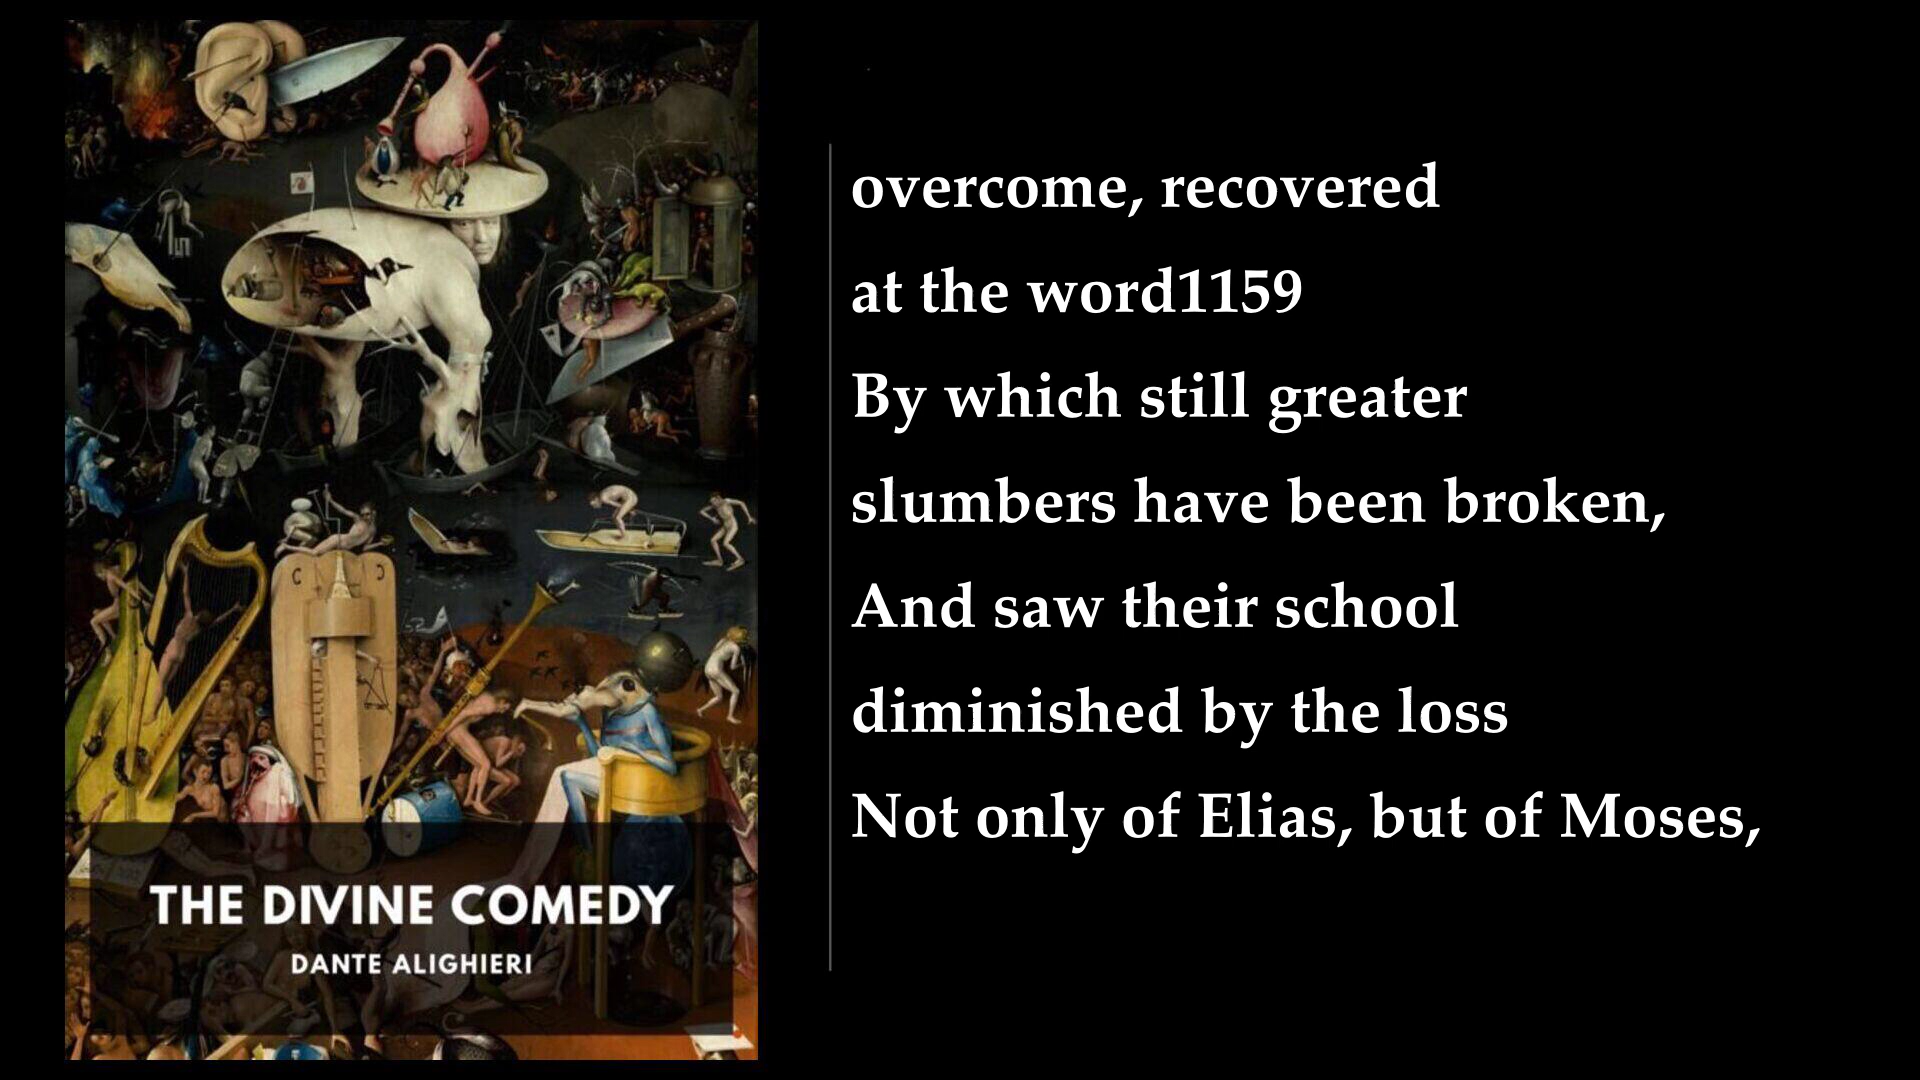 overcome, recovered
at the word1159
By which still greater
slumbers have been broken,
And saw their school
diminished by the loss
Not only of Elias, but of Moses,
THE DIVINE COMEDY
DANTE ALIGHIERI